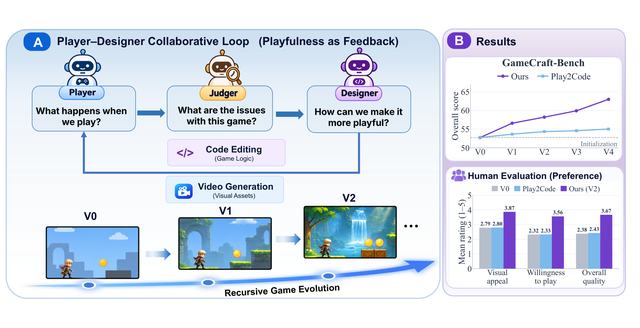 A Player–Designer Collaborative Loop (Playfulness as Feedback)
Player
What happens when
we play?
Judger
What are the issues
with this game?
Designer
How can we make it
more playful?
</> Code Editing
(Game Logic)
Video Generation
(Visual Assets)
V0
V1
V2
...
Recursive Game Evolution
B Results
GameCraft-Bench
Ours Play2Code
Overall score
65
60
55
50
Initialization
V0 V1 V2 V3 V4
Human Evaluation (Preference)
V0 Play2Code Ours (V2)
Mean rating (1–5)
5
4
3
2
1
0
2.79 2.80 3.87
2.32 2.33 3.56
2.38 2.43 3.67
Visual
appeal
Willingness
to play
Overall
quality